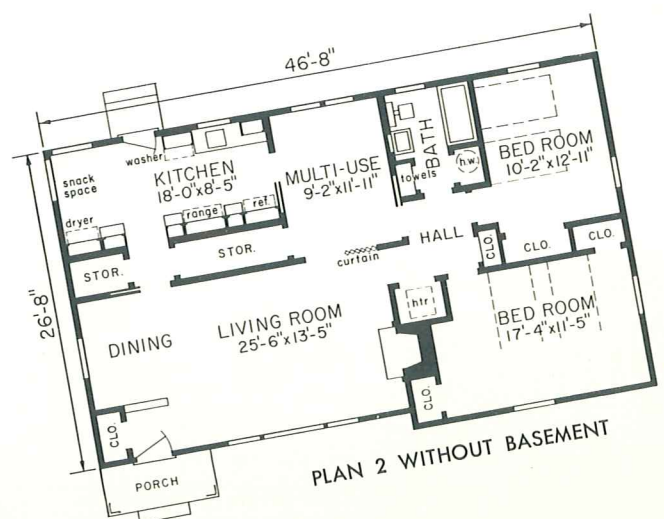 46'-8"
26'-8"
snack
space
washer
KITCHEN
18'-0"x8'-5"
dryer
range
ref.
MULTI-USE
9'-2"x11'-11"
BATH
towels
h.w.
BED ROOM
10'-2"x12'-11"
STOR.
STOR.
curtain
HALL
CLO.
CLO.
CLO.
htr
DINING
LIVING ROOM
25'-6"x13'-5"
BED ROOM
17'-4"x11'-5"
CLO.
CLO.
PORCH
PLAN 2 WITHOUT BASEMENT